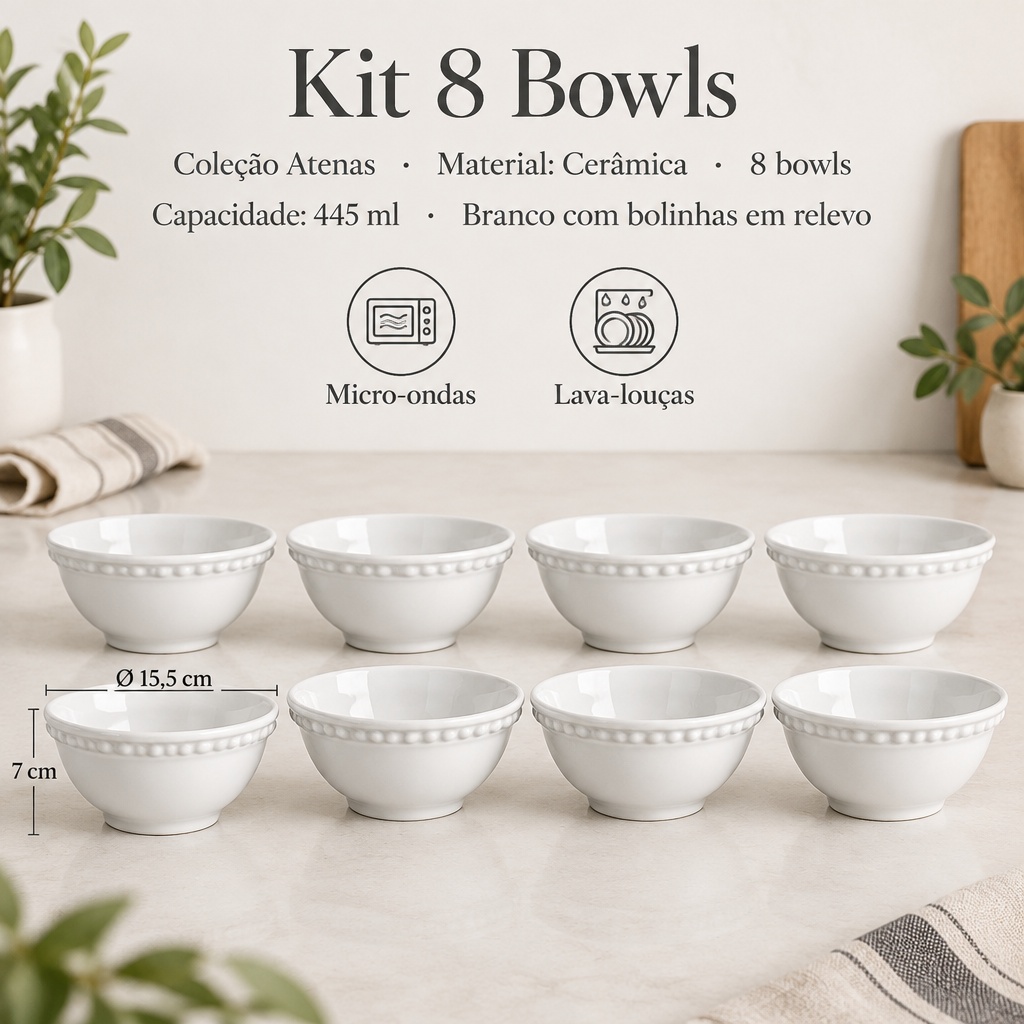 Kit 8 Bowls
Coleção Atenas · Material: Cerâmica · 8 bowls
Capacidade: 445 ml · Branco com bolinhas em relevo
Micro-ondas
Lava-louças
Ø 15,5 cm
7 cm